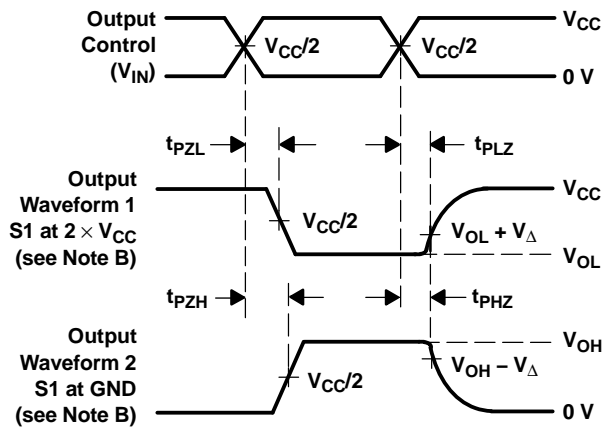 Output
Control
(VIN)
VCC/2
VCC/2
VCC
0 V
tPZL
tPLZ
Output
Waveform 1
S1 at 2 × VCC
(see Note B)
VCC/2
VCC
VOL + VΔ
VOL
tPZH
tPHZ
Output
Waveform 2
S1 at GND
(see Note B)
VCC/2
VOH
VOH − VΔ
0 V